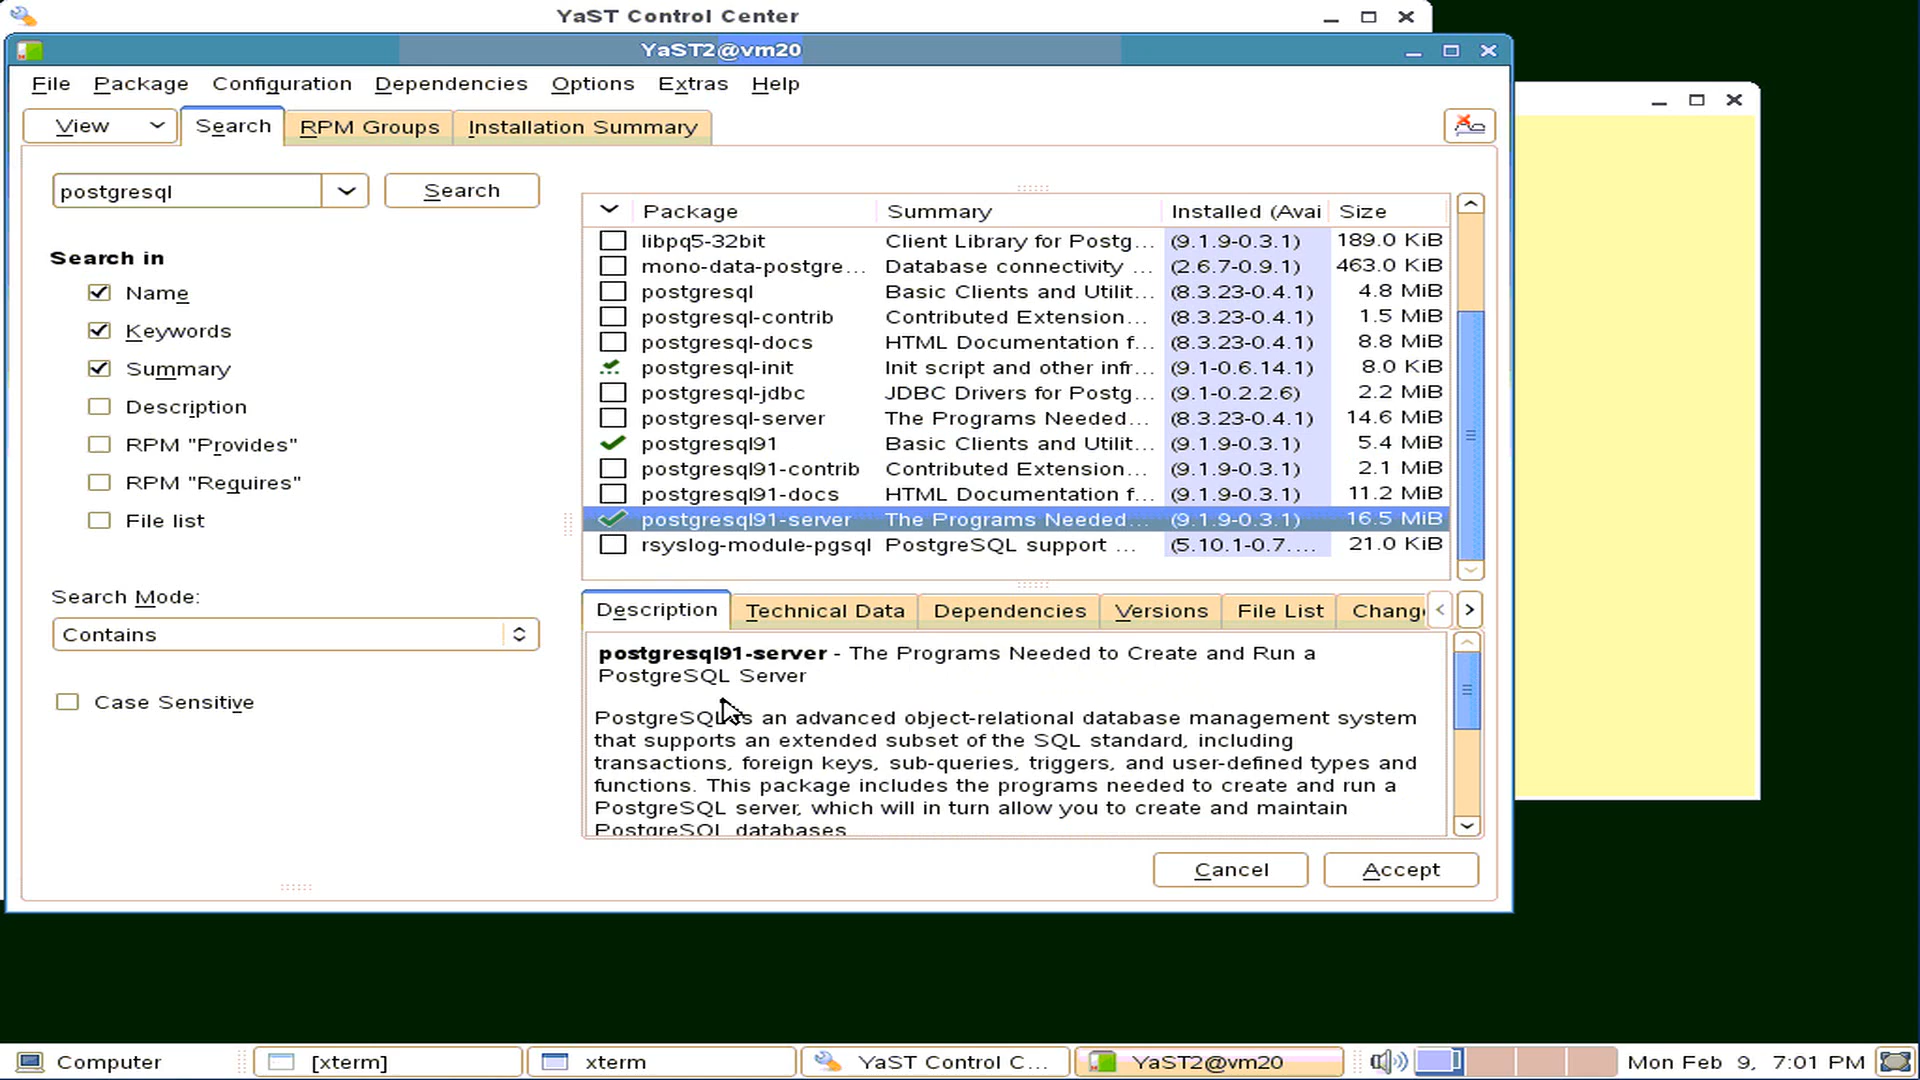 YaST Control Center
YaST2@vm20
File Package Configuration Dependencies Options Extras Help
View Search RPM Groups Installation Summary
postgresql Search
Search in
Name
Keywords
Summary
Description
RPM "Provides"
RPM "Requires"
File list
Search Mode:
Contains
Case Sensitive
Package Summary Installed (Avai Size
libpq5-32bit Client Library for Postg... (9.1.9-0.3.1) 189.0 KiB
mono-data-postgre... Database connectivity ... (2.6.7-0.9.1) 463.0 KiB
postgresql Basic Clients and Utilit... (8.3.23-0.4.1) 4.8 MiB
postgresql-contrib Contributed Extension... (8.3.23-0.4.1) 1.5 MiB
postgresql-docs HTML Documentation f... (8.3.23-0.4.1) 8.8 MiB
postgresql-init Init script and other infr... (9.1-0.6.14.1) 8.0 KiB
postgresql-jdbc JDBC Drivers for Postg... (9.1-0.2.2.6) 2.2 MiB
postgresql-server The Programs Needed... (8.3.23-0.4.1) 14.6 MiB
postgresql91 Basic Clients and Utilit... (9.1.9-0.3.1) 5.4 MiB
postgresql91-contrib Contributed Extension... (9.1.9-0.3.1) 2.1 MiB
postgresql91-docs HTML Documentation f... (9.1.9-0.3.1) 11.2 MiB
postgresql91-server The Programs Needed... (9.1.9-0.3.1) 16.5 MiB
rsyslog-module-pgsql PostgreSQL support ... (5.10.1-0.7.... 21.0 KiB
Description Technical Data Dependencies Versions File List Change
postgresql91-server - The Programs Needed to Create and Run a
PostgreSQL Server
PostgreSQL is an advanced object-relational database management system
that supports an extended subset of the SQL standard, including
transactions, foreign keys, sub-queries, triggers, and user-defined types and
functions. This package includes the programs needed to create and run a
PostgreSQL server, which will in turn allow you to create and maintain
PostgreSQL databases
Cancel Accept
Computer [xterm] xterm YaST Control C... YaST2@vm20 Mon Feb 9, 7:01 PM